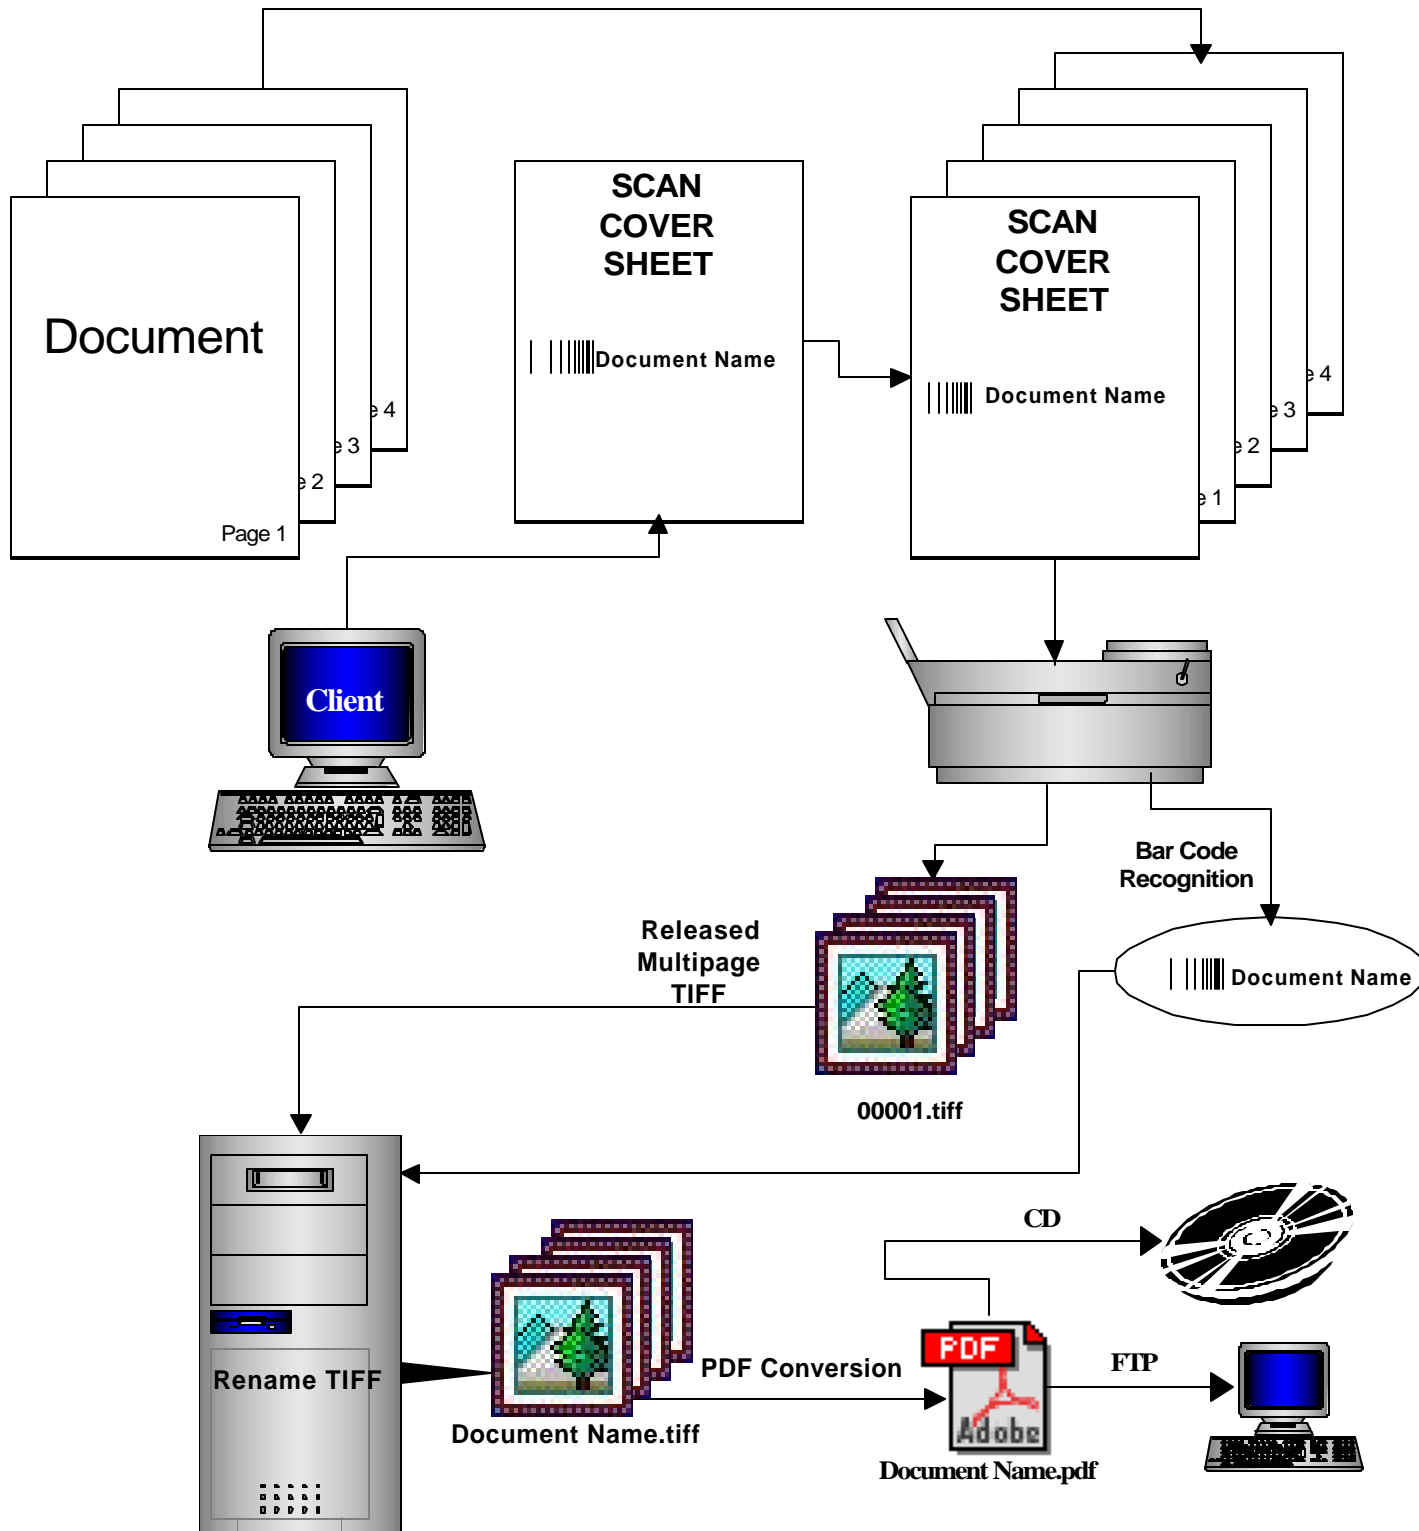 Document
Page 1
e 2
e 3
e 4
SCAN
COVER
SHEET
Document Name
SCAN
COVER
SHEET
Document Name
e 1
e 2
e 3
e 4
Client
Bar Code
Recognition
Document Name
Released
Multipage
TIFF
00001.tiff
Rename TIFF
Document Name.tiff
PDF Conversion
CD
PDF
Adobe
FTP
Document Name.pdf